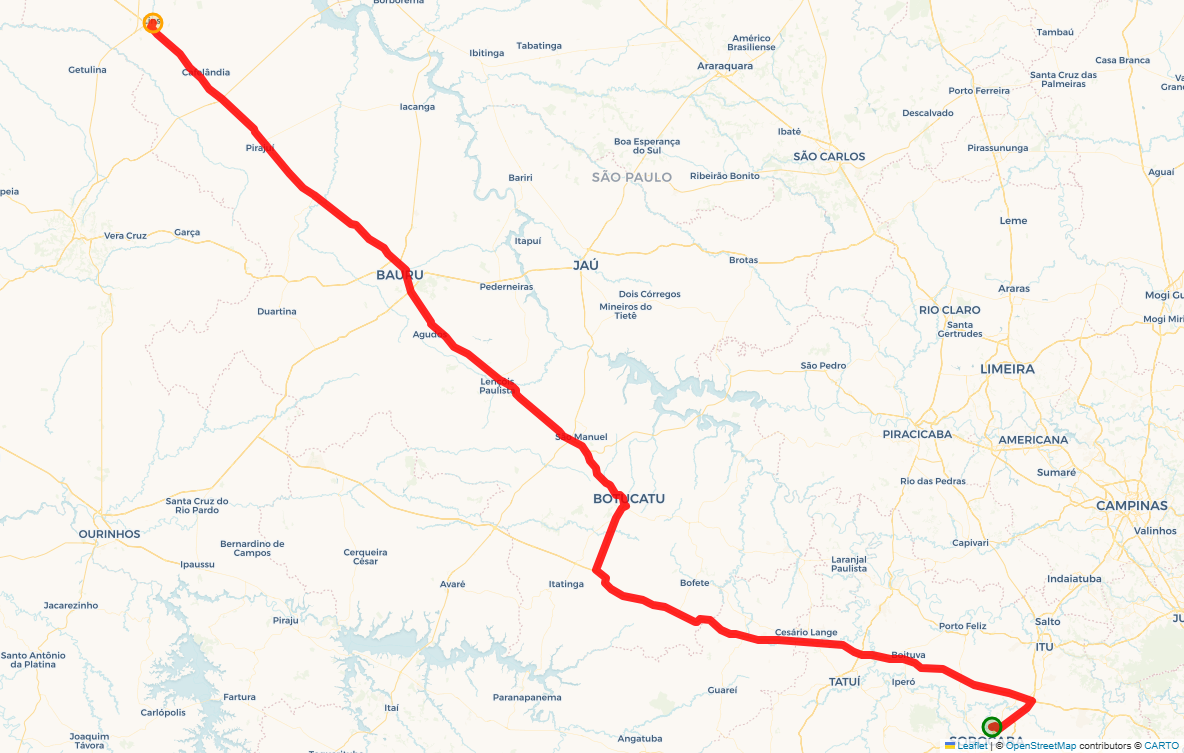 Borborema
Tambaú
Américo
Brasiliense
Ibitinga
Tabatinga
Casa Branca
Araraquara
Getulina
Cafelândia
Santa Cruz das
Palmeiras
Porto Ferreira
Iacanga
Descalvado
Ibaté
Boa Esperança
do Sul
Pirajuí
Pirassununga
SÃO CARLOS
Aguaí
SÃO PAULO
Ribeirão Bonito
Bariri
Leme
Vera Cruz
Garça
Itapuí
JAÚ
Brotas
BAURU
Pederneiras
Araras
Dois Córregos
Mogi Gu
Mineiros do
Tietê
Duartina
RIO CLARO
Mogi Miri
Santa
Gertrudes
Agudos
São Pedro
LIMEIRA
Lençóis
Paulista
São Manuel
PIRACICABA
AMERICANA
Sumaré
Rio das Pedras
BOTUCATU
Santa Cruz do
Rio Pardo
CAMPINAS
OURINHOS
Valinhos
Bernardino de
Campos
Capivari
Cerqueira
César
Ipaussu
Laranjal
Paulista
Itatinga
Avaré
Bofete
Indaiatuba
Jacarezinho
Piraju
Salto
Porto Feliz
Cesário Lange
ITU
Santo Antônio
da Platina
Boituva
TATUÍ
Iperó
Guareí
Fartura
Paranapanema
Itaí
Carlópolis
Joaquim
Távora
Angatuba
SOROCABA
Leaflet | © OpenStreetMap contributors © CARTO